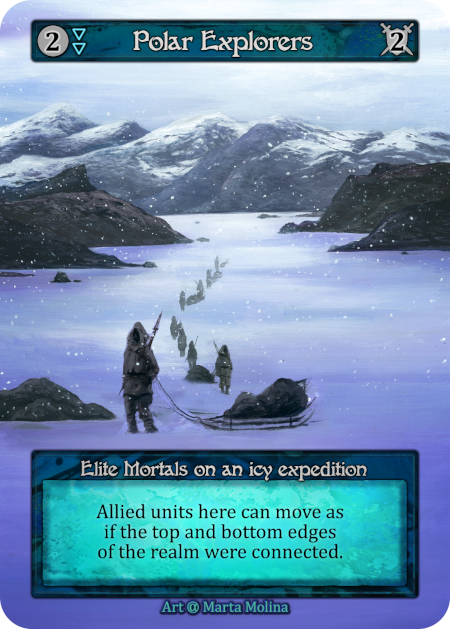 2 Polar Explorers 2
Elite Mortals on an icy expedition
Allied units here can move as
if the top and bottom edges
of the realm were connected.
Art @ Marta Molina